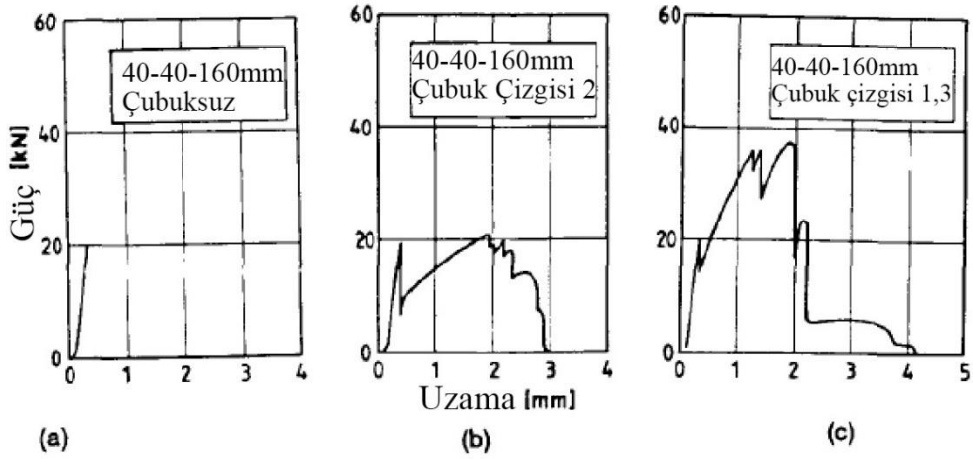 60
40
20
0
Güç [kN]
40-40-160mm
Çubuksuz
0 1 2 3 4
(a)
60
40
20
0
40-40-160mm
Çubuk Çizgisi 2
0 1 2 3 4
Uzama [mm]
(b)
60
40
20
0
40-40-160mm
Çubuk çizgisi 1,3
0 1 2 3 4 5
(c)